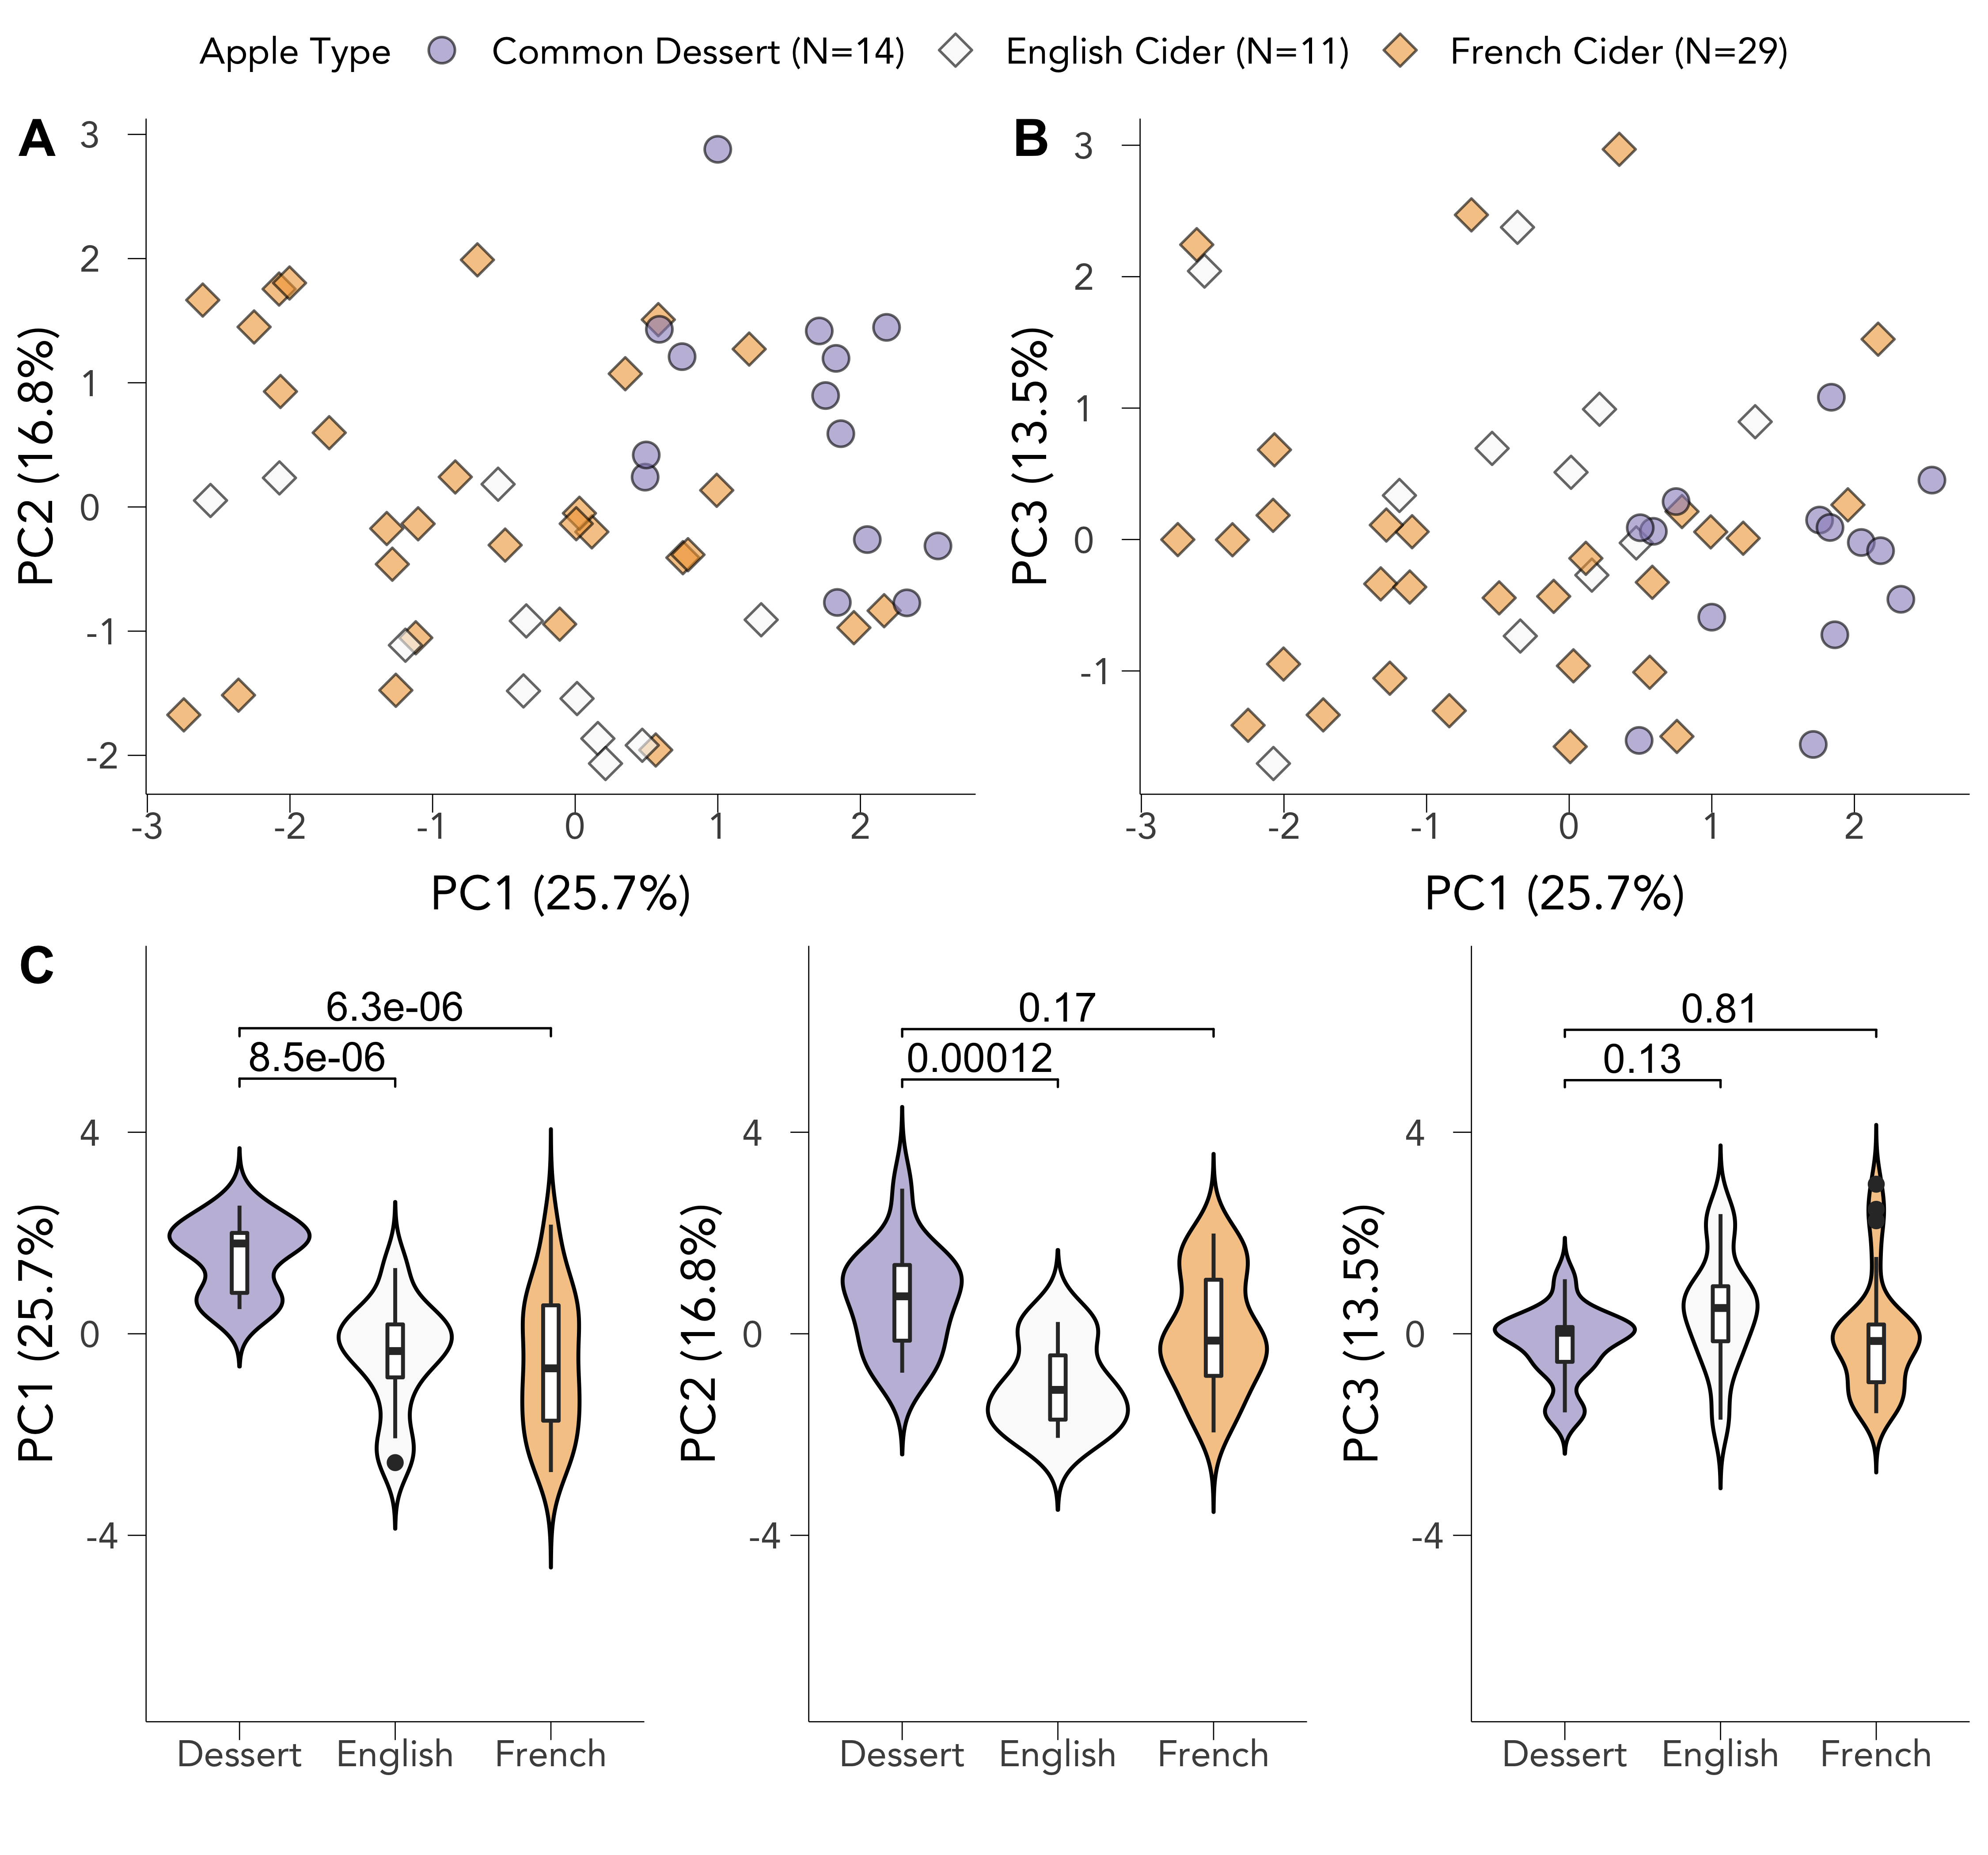 Apple Type Common Dessert (N=14) English Cider (N=11) French Cider (N=29)
A
3
2
1
0
-1
-2
PC2 (16.8%)
-3 -2 -1 0 1 2
PC1 (25.7%)
B
3
2
1
0
-1
PC3 (13.5%)
-3 -2 -1 0 1 2
PC1 (25.7%)
C
6.3e-06
8.5e-06
4
0
-4
PC1 (25.7%)
Dessert English French
0.17
0.00012
4
0
-4
PC2 (16.8%)
Dessert English French
0.81
0.13
4
0
-4
PC3 (13.5%)
Dessert English French